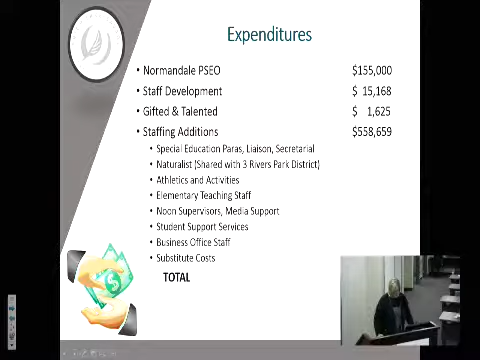 Expenditures
• Normandale PSEO $155,000
• Staff Development $ 15,168
• Gifted & Talented $ 1,625
• Staffing Additions $558,659
• Special Education Paras, Liaison, Secretarial
• Naturalist (Shared with 3 Rivers Park District)
• Athletics and Activities
• Elementary Teaching Staff
• Noon Supervisors, Media Support
• Student Support Services
• Business Office Staff
• Substitute Costs
TOTAL